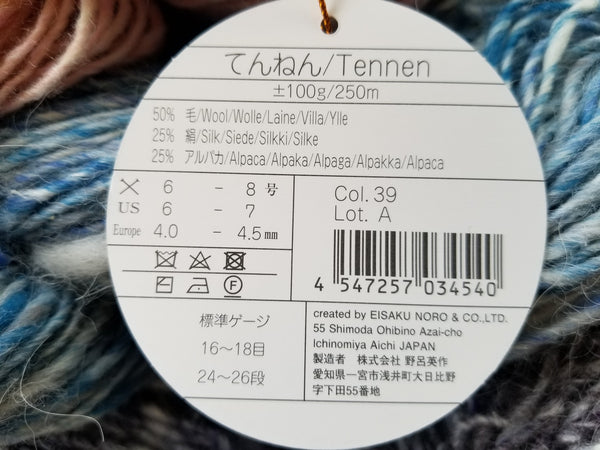 てんねん/Tennen
±100g/250m
50% 毛/Wool/Wolle/Laine/Villa/Ylle
25% 絹/Silk/Siede/Silkki/Silke
25% アルパカ/Alpaca/Alpaka/Alpaga/Alpakka/Alpaca
6 - 8 号
US 6 - 7
Europe 4.0 - 4.5 mm
Col. 39
Lot. A
4 547257 034540
標準ゲージ
16～18目
24～26段
created by EISAKU NORO & CO.,LTD.
55 Shimoda Ohibino Azai-cho
Ichinomiya Aichi JAPAN
製造者 株式会社 野呂英作
愛知県一宮市浅井町大日比野
字下田55番地